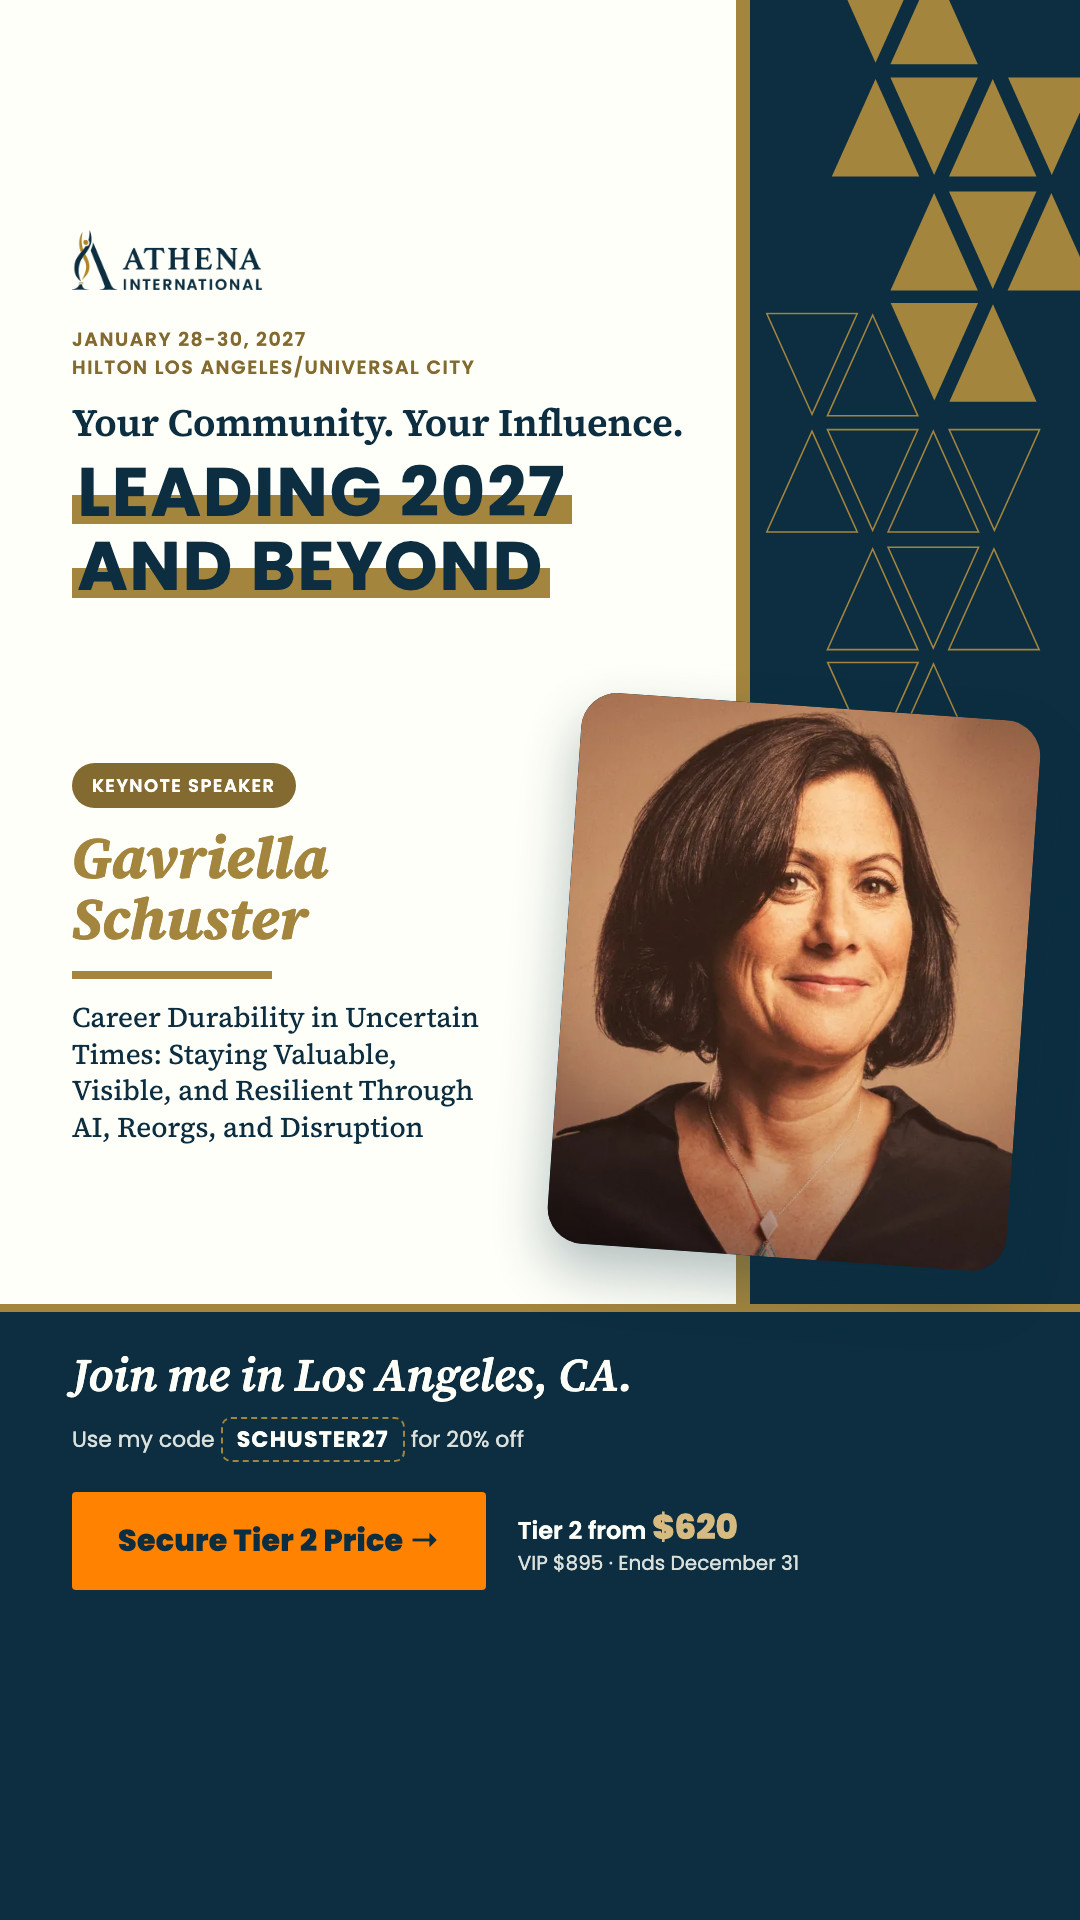 ATHENA
INTERNATIONAL
JANUARY 28-30, 2027
HILTON LOS ANGELES/UNIVERSAL CITY
Your Community. Your Influence.
LEADING 2027
AND BEYOND
KEYNOTE SPEAKER
Gavriella
Schuster
Career Durability in Uncertain
Times: Staying Valuable,
Visible, and Resilient Through
AI, Reorgs, and Disruption
Join me in Los Angeles, CA.
Use my code SCHUSTER27 for 20% off
Secure Tier 2 Price →
Tier 2 from $620
VIP $895 · Ends December 31